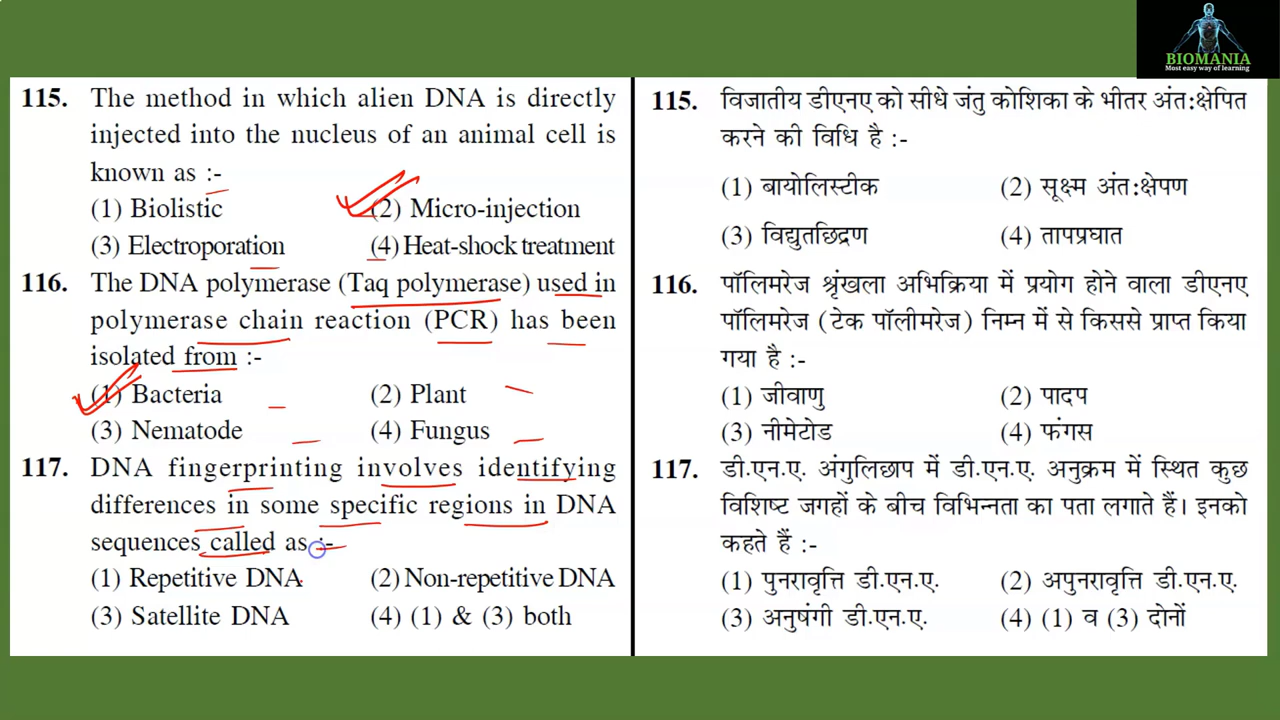 BIOMANIA
Most easy way of learning
115. The method in which alien DNA is directly
injected into the nucleus of an animal cell is
known as :-
(1) Biolistic (2) Micro-injection
(3) Electroporation (4) Heat-shock treatment
116. The DNA polymerase (Taq polymerase) used in
polymerase chain reaction (PCR) has been
isolated from :-
(1) Bacteria (2) Plant
(3) Nematode (4) Fungus
117. DNA fingerprinting involves identifying
differences in some specific regions in DNA
sequences called as :-
(1) Repetitive DNA (2) Non-repetitive DNA
(3) Satellite DNA (4) (1) & (3) both
115. विजातीय डीएनए को सीधे जंतु कोशिका के भीतर अंत:क्षेपित
करने की विधि है :-
(1) बायोलिस्टीक (2) सूक्ष्म अंत:क्षेपण
(3) विद्युतछिद्रण (4) तापप्रघात
116. पॉलिमरेज श्रृंखला अभिक्रिया में प्रयोग होने वाला डीएनए
पॉलिमरेज (टेक पॉलीमरेज) निम्न में से किससे प्राप्त किया
गया है :-
(1) जीवाणु (2) पादप
(3) नीमेटोड (4) फंगस
117. डी.एन.ए. अंगुलिछाप में डी.एन.ए. अनुक्रम में स्थित कुछ
विशिष्ट जगहों के बीच विभिन्नता का पता लगाते हैं। इनको
कहते हैं :-
(1) पुनरावृत्ति डी.एन.ए. (2) अपुनरावृत्ति डी.एन.ए.
(3) अनुषंगी डी.एन.ए. (4) (1) व (3) दोनों